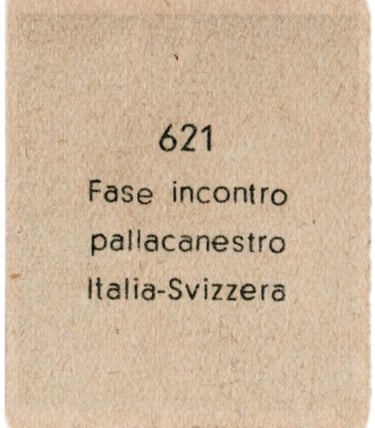 621
Fase incontro
pallacanestro
Italia-Svizzera